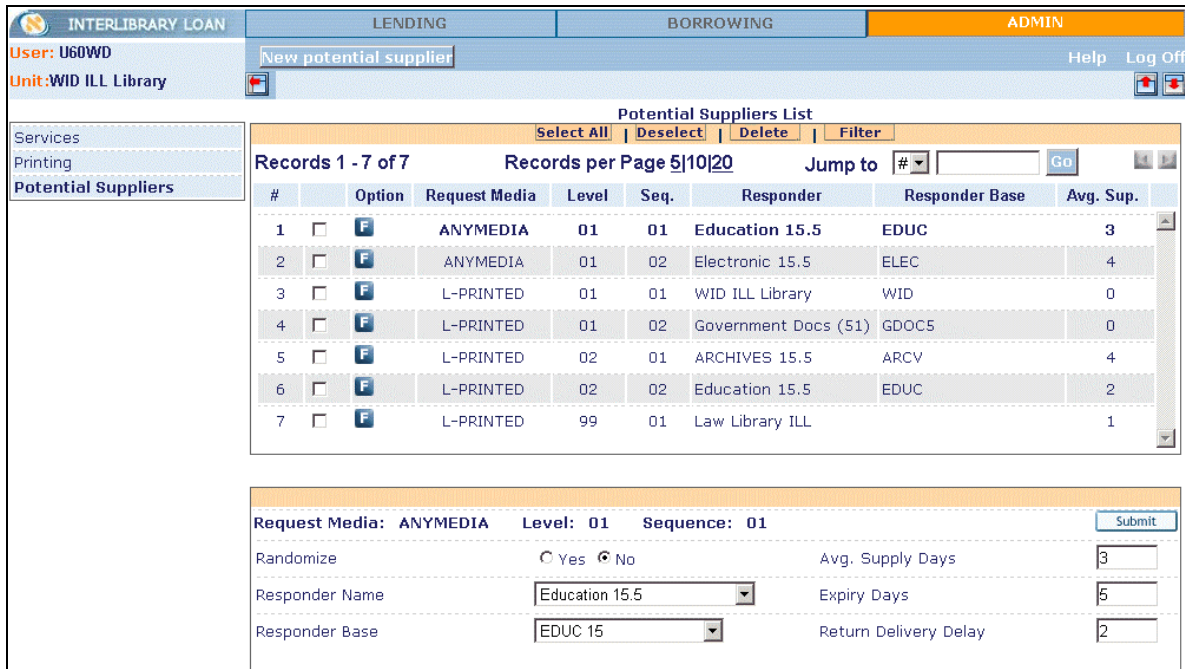 INTERLIBRARY LOAN LENDING BORROWING ADMIN
User: U60WD New potential supplier Help Log Off
Unit:WID ILL Library
Potential Suppliers List
Services Select All | Deselect | Delete | Filter
Printing Records 1 - 7 of 7 Records per Page 5|10|20 Jump to # Go
Potential Suppliers
# Option Request Media Level Seq. Responder Responder Base Avg. Sup.
1 F ANYMEDIA 01 01 Education 15.5 EDUC 3
2 F ANYMEDIA 01 02 Electronic 15.5 ELEC 4
3 F L-PRINTED 01 01 WID ILL Library WID 0
4 F L-PRINTED 01 02 Government Docs (51) GDOC5 0
5 F L-PRINTED 02 01 ARCHIVES 15.5 ARCV 4
6 F L-PRINTED 02 02 Education 15.5 EDUC 2
7 F L-PRINTED 99 01 Law Library ILL 1
Request Media: ANYMEDIA Level: 01 Sequence: 01 Submit
Randomize Yes No Avg. Supply Days 3
Responder Name Education 15.5 Expiry Days 5
Responder Base EDUC 15 Return Delivery Delay 2